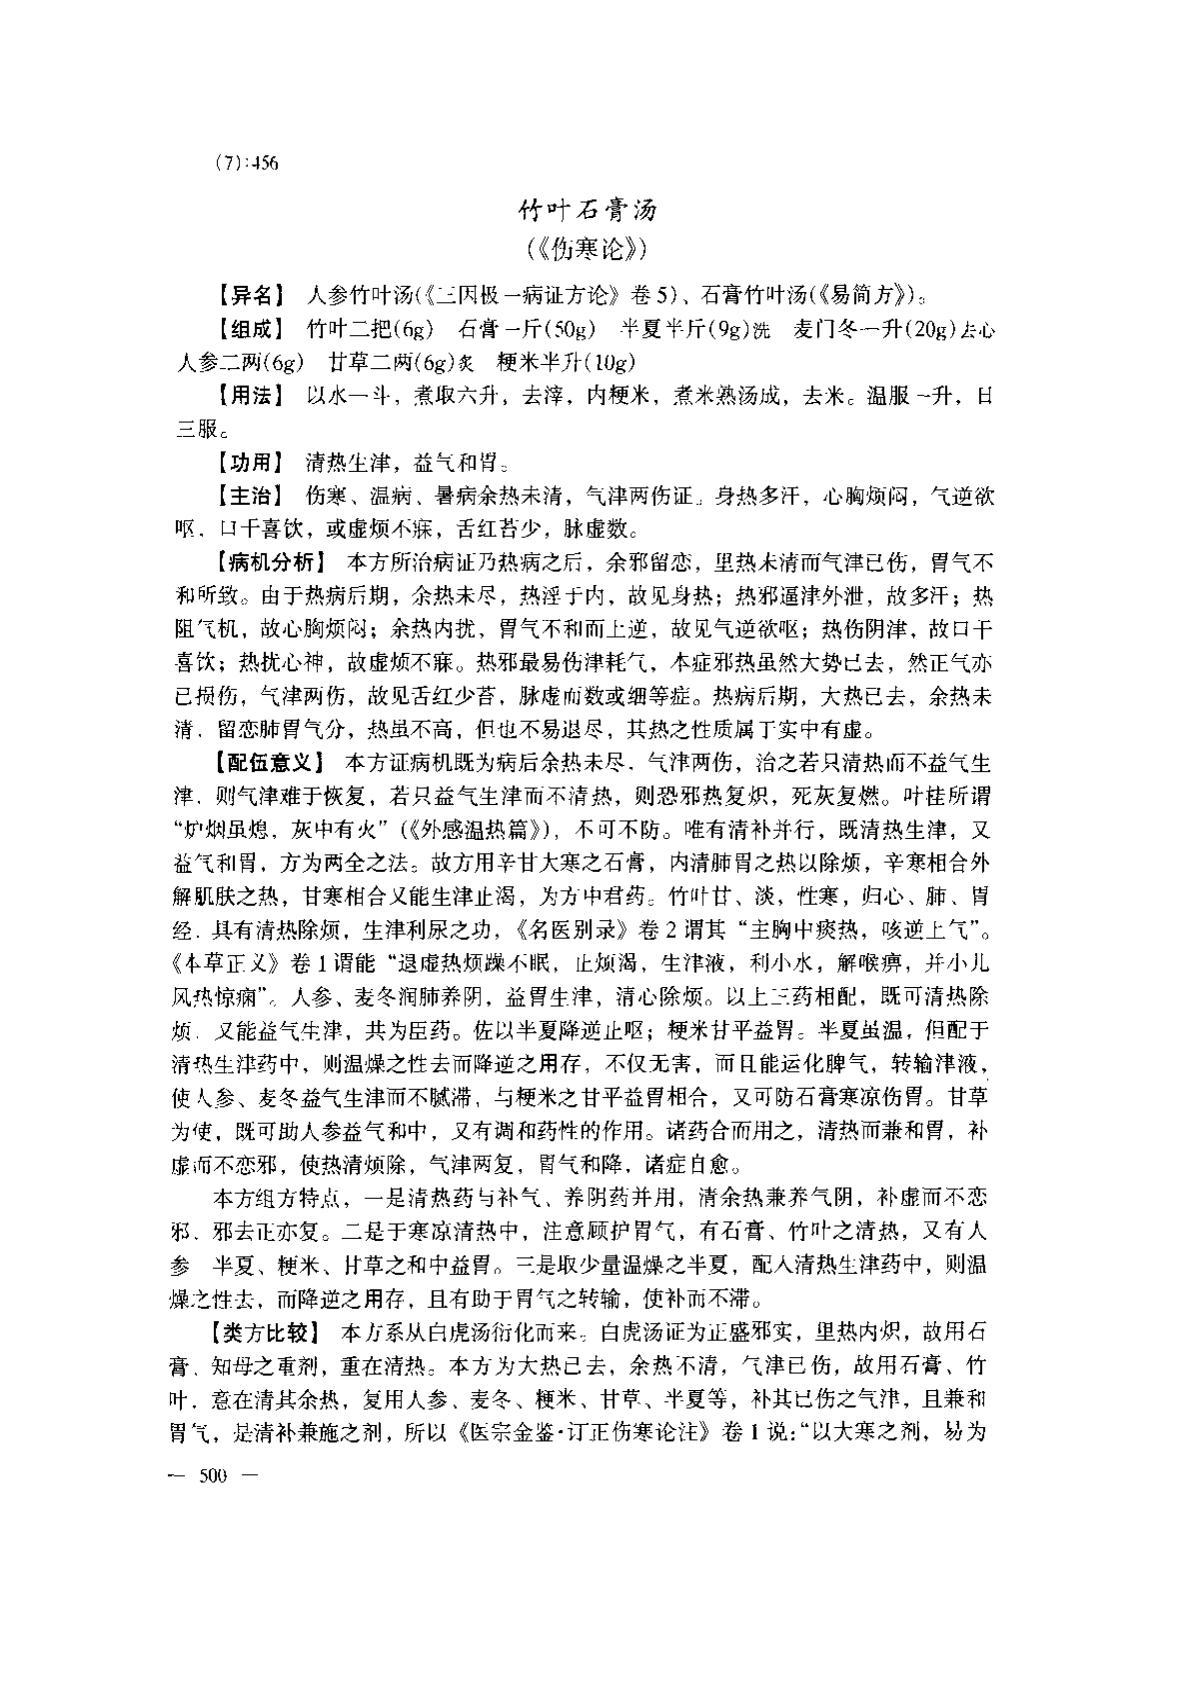 (7):456
竹叶石膏汤
(《伤寒论》)
【异名】 人参竹叶汤(《三因极一病证方论》卷5)、石膏竹叶汤(《易简方》)。
【组成】 竹叶二把(6g) 石膏一斤(50g) 半夏半斤(9g)洗 麦门冬一升(20g)去心
人参二两(6g) 甘草二两(6g)炙 粳米半升(10g)
【用法】 以水一斗，煮取六升，去滓，内粳米，煮米熟汤成，去米。温服一升，日
三服。
【功用】 清热生津，益气和胃。
【主治】 伤寒、温病、暑病余热未清，气津两伤证。身热多汗，心胸烦闷，气逆欲
呕，口干喜饮，或虚烦不寐，舌红苔少，脉虚数。
【病机分析】 本方所治病证乃热病之后，余邪留恋，里热未清而气津已伤，胃气不
和所致。由于热病后期，余热未尽，热淫于内，故见身热；热邪逼津外泄，故多汗；热
阻气机，故心胸烦闷；余热内扰，胃气不和而上逆，故见气逆欲呕；热伤阴津，故口干
喜饮；热扰心神，故虚烦不寐。热邪最易伤津耗气，本症邪热虽然大势已去，然正气亦
已损伤，气津两伤，故见舌红少苔，脉虚而数或细等症。热病后期，大热已去，余热未
清，留恋肺胃气分，热虽不高，但也不易退尽，其热之性质属于实中有虚。
【配伍意义】 本方证病机既为病后余热未尽，气津两伤，治之若只清热而不益气生
津，则气津难于恢复，若只益气生津而不清热，则恐邪热复炽，死灰复燃。叶桂所谓
“炉烟虽熄，灰中有火”(《外感温热篇》)，不可不防。唯有清补并行，既清热生津，又
益气和胃，方为两全之法。故方用辛甘大寒之石膏，内清肺胃之热以除烦，辛寒相合外
解肌肤之热，甘寒相合又能生津止渴，为方中君药。竹叶甘、淡，性寒，归心、肺、胃
经，具有清热除烦，生津利尿之功，《名医别录》卷2谓其“主胸中痰热，咳逆上气”。
《本草正义》卷1谓能“退虚热烦躁不眠，止烦渴，生津液，利小水，解喉痹，并小儿
风热惊痫”。人参、麦冬润肺养阴，益胃生津，清心除烦。以上三药相配，既可清热除
烦，又能益气生津，共为臣药。佐以半夏降逆止呕；粳米甘平益胃。半夏虽温，但配于
清热生津药中，则温燥之性去而降逆之用存，不仅无害，而且能运化脾气，转输津液，
使人参、麦冬益气生津而不腻滞，与粳米之甘平益胃相合，又可防石膏寒凉伤胃。甘草
为使，既可助人参益气和中，又有调和药性的作用。诸药合而用之，清热而兼和胃，补
虚而不恋邪，使热清烦除，气津两复，胃气和降，诸症自愈。
本方组方特点，一是清热药与补气、养阴药并用，清余热兼养气阴，补虚而不恋
邪，邪去正亦复。二是于寒凉清热中，注意顾护胃气，有石膏、竹叶之清热，又有人
参 半夏、粳米、甘草之和中益胃。三是取少量温燥之半夏，配入清热生津药中，则温
燥之性去，而降逆之用存，且有助于胃气之转输，使补而不滞。
【类方比较】 本方系从白虎汤衍化而来。白虎汤证为正盛邪实，里热内炽，故用石
膏、知母之重剂，重在清热。本方为大热已去，余热不清，气津已伤，故用石膏、竹
叶，意在清其余热，复用人参、麦冬、粳米、甘草、半夏等，补其已伤之气津，且兼和
胃气，是清补兼施之剂，所以《医宗金鉴·订正伤寒论注》卷1说：“以大寒之剂，易为
— 500 —